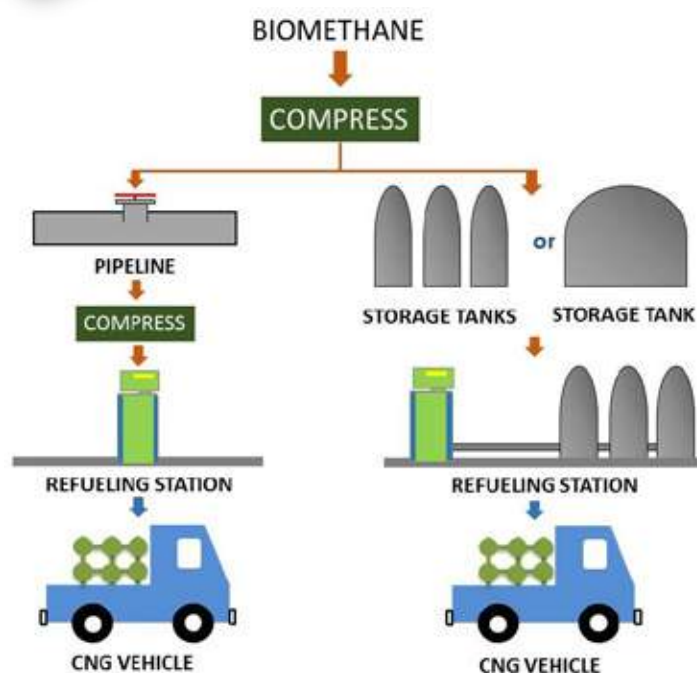 BIOMETHANE
COMPRESS
PIPELINE
COMPRESS
REFUELING STATION
CNG VEHICLE
or
STORAGE TANKS
STORAGE TANK
REFUELING STATION
CNG VEHICLE